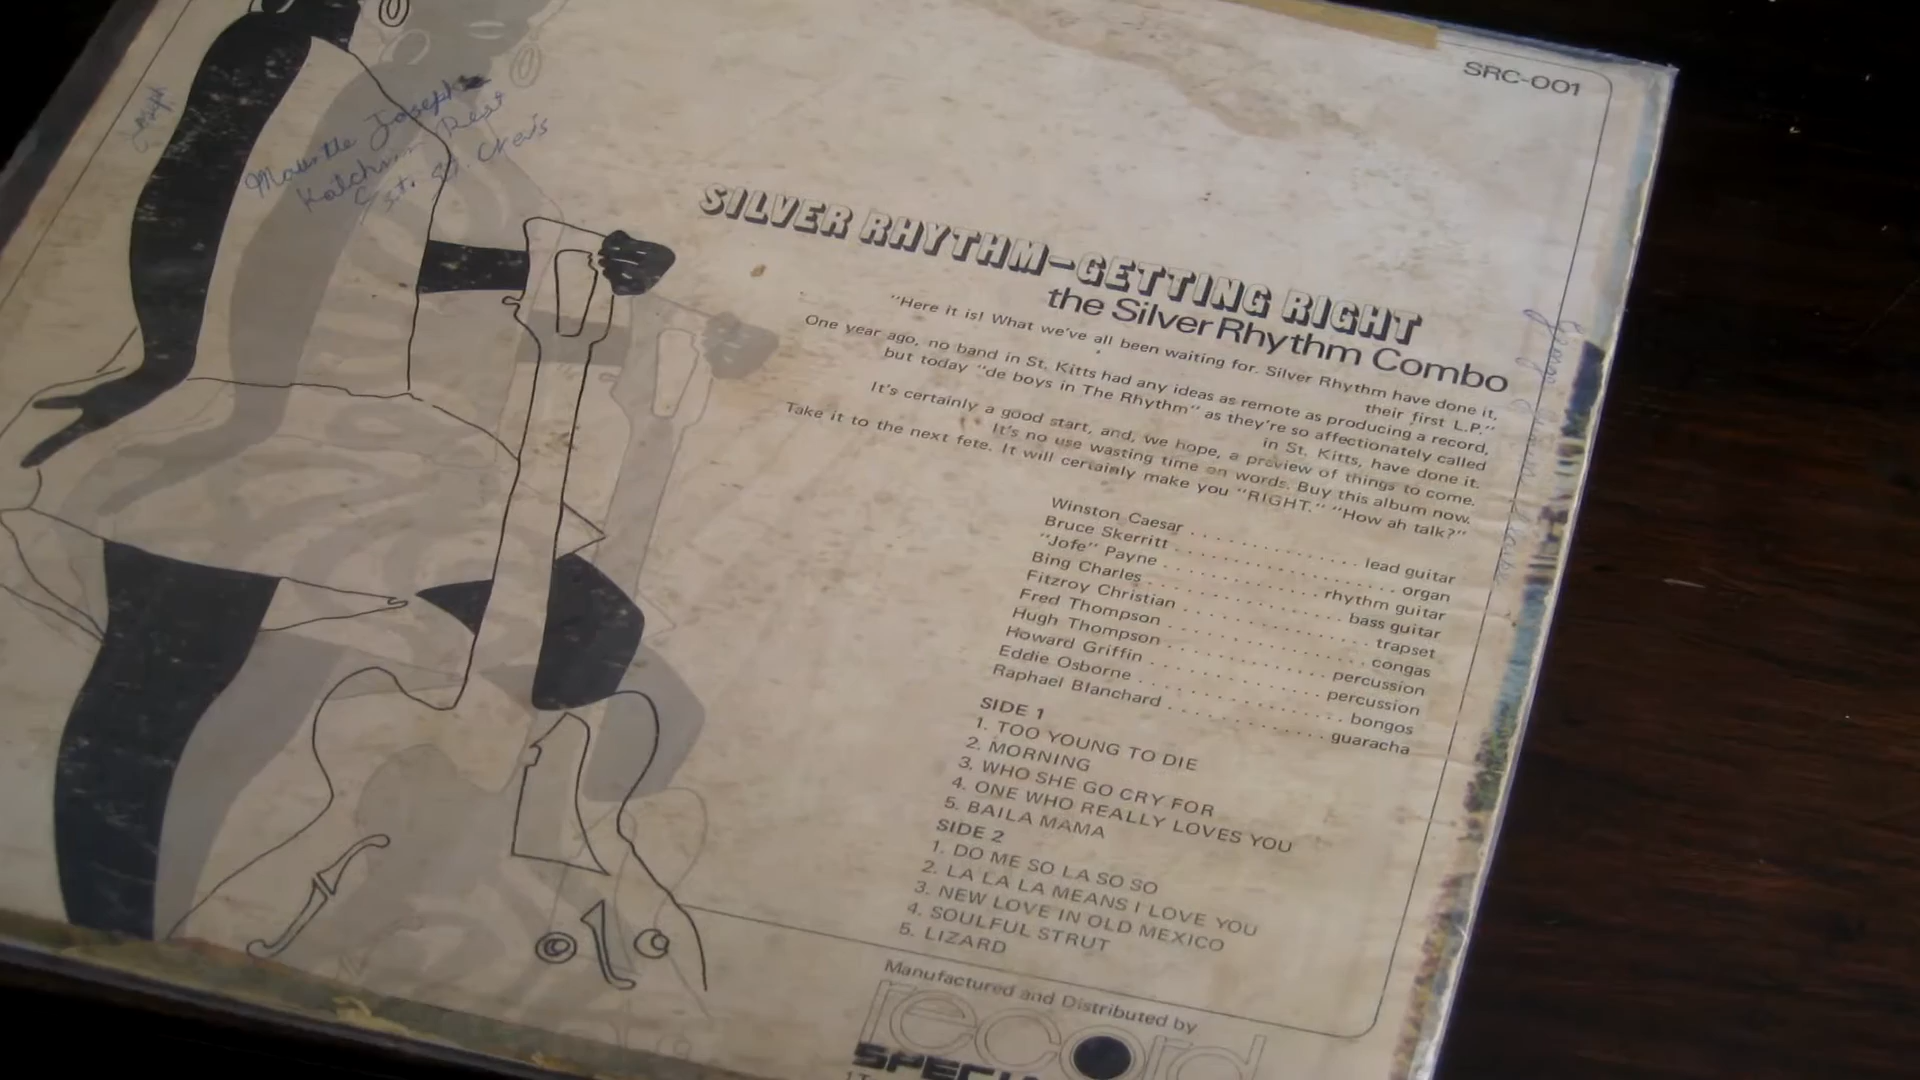 SRC-001
Joseph
SILVER RHYTHM—GETTING RIGHT
the Silver Rhythm Combo
"Here it is! What we've all been waiting for. Silver Rhythm have done it,
their first L.P."
One year ago, no band in St. Kitts had any ideas as remote as producing a record,
but today "de boys in The Rhythm" as they're so affectionately called
in St. Kitts, have done it.
It's certainly a good start, and, we hope, a preview of things to come.
It's no use wasting time on words. Buy this album now.
Take it to the next fete. It will certainly make you "RIGHT." "How ah talk?"
Winston Caesar . . . . . . . . . . . . . . . lead guitar
Bruce Skerritt . . . . . . . . . . . . . . . . . . organ
"Jofe" Payne . . . . . . . . . . . . . rhythm guitar
Bing Charles . . . . . . . . . . . . . . . bass guitar
Fitzroy Christian . . . . . . . . . . . . . . . trapset
Fred Thompson . . . . . . . . . . . . . . . . congas
Hugh Thompson . . . . . . . . . . . . . percussion
Howard Griffin . . . . . . . . . . . . . percussion
Eddie Osborne . . . . . . . . . . . . . . . . bongos
Raphael Blanchard . . . . . . . . . . . guaracha
SIDE 1
1. TOO YOUNG TO DIE
2. MORNING
3. WHO SHE GO CRY FOR
4. ONE WHO REALLY LOVES YOU
5. BAILA MAMA
SIDE 2
1. DO ME SO LA SO SO
2. LA LA LA MEANS I LOVE YOU
3. NEW LOVE IN OLD MEXICO
4. SOULFUL STRUT
5. LIZARD
Manufactured and Distributed by
record